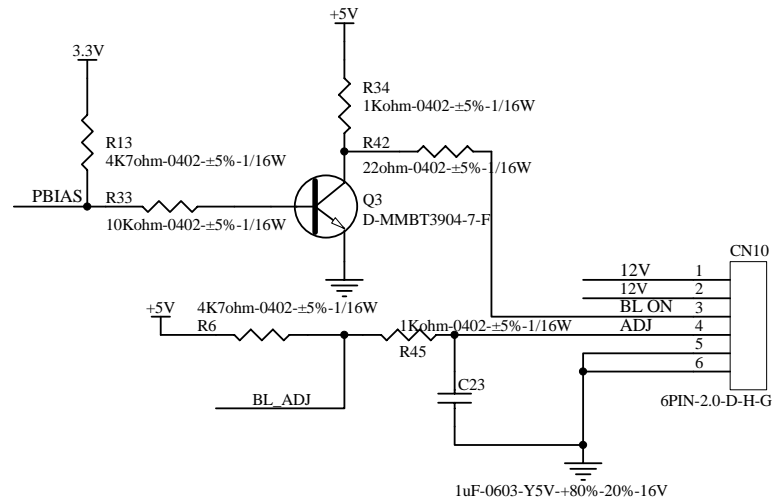 +5V
3.3V
R34
1Kohm-0402-±5%-1/16W
R13
4K7ohm-0402-±5%-1/16W
R42
22ohm-0402-±5%-1/16W
PBIAS
R33
10Kohm-0402-±5%-1/16W
Q3
D-MMBT3904-7-F
CN10
12V 1
12V 2
BL ON 3
ADJ 4
5
6
6PIN-2.0-D-H-G
+5V
4K7ohm-0402-±5%-1/16W
R6
1Kohm-0402-±5%-1/16W
R45
BL_ADJ
C23
1uF-0603-Y5V-+80%-20%-16V